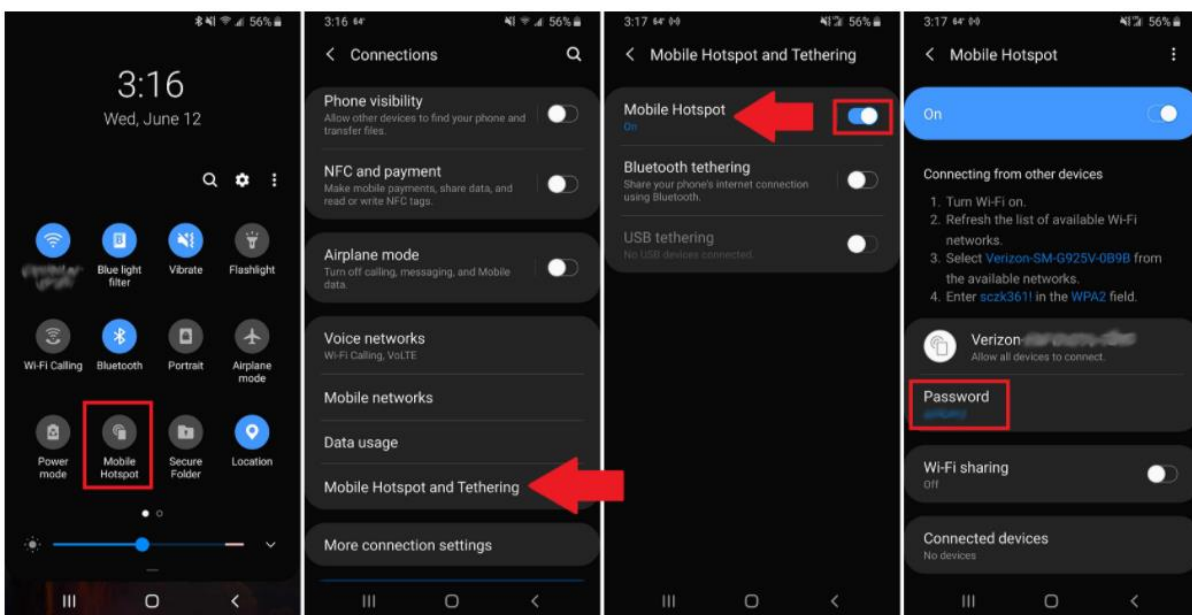 56%
3:16
Wed, June 12
Blue light
filter
Vibrate
Flashlight
Wi-Fi Calling
Bluetooth
Portrait
Airplane
mode
Power
mode
Mobile
Hotspot
Secure
Folder
Location
3:16 64° 56%
Connections
Phone visibility
Allow other devices to find your phone and
transfer files.
NFC and payment
Make mobile payments, share data, and
read or write NFC tags.
Airplane mode
Turn off calling, messaging, and Mobile
data.
Voice networks
Wi-Fi Calling, VoLTE
Mobile networks
Data usage
Mobile Hotspot and Tethering
More connection settings
3:17 64° 56%
Mobile Hotspot and Tethering
Mobile Hotspot
On
Bluetooth tethering
Share your phone's internet connection
using Bluetooth.
USB tethering
No USB devices connected.
3:17 64° 56%
Mobile Hotspot
On
Connecting from other devices
1. Turn Wi-Fi on.
2. Refresh the list of available Wi-Fi
networks.
3. Select Verizon-SM-G925V-0B9B from
the available networks.
4. Enter sczk361! in the WPA2 field.
Verizon
Allow all devices to connect.
Password
Wi-Fi sharing
Off
Connected devices
No devices